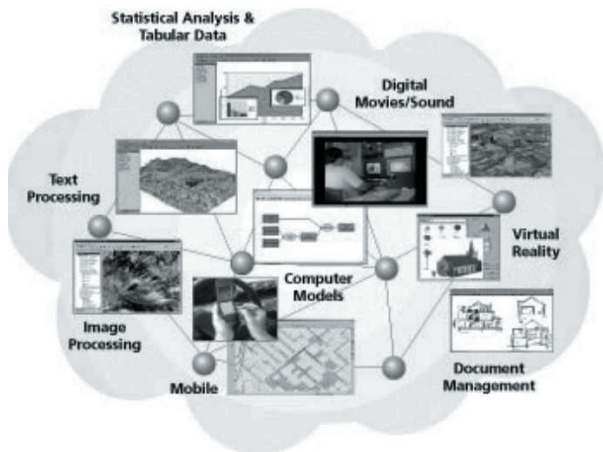 Statistical Analysis &
Tabular Data
Digital
Movies/Sound
Text
Processing
Virtual
Reality
Computer
Models
Image
Processing
Mobile
Document
Management